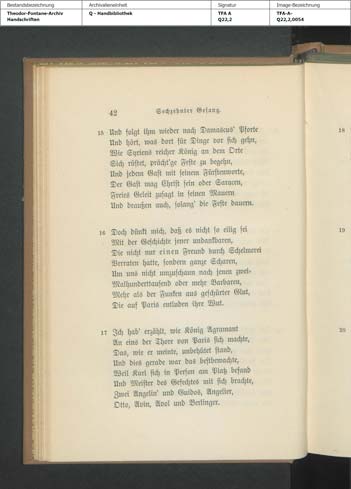 Bestandsbezeichnung
Archivalieneinheit
Signatur
Image-Bezeichnung
Theodor-Fontane-Archiv
Handschriften
Q - Handbibliothek
TFA A
Q22,2
TFA-A-
Q22,2,0054
42
Sechzehnter Gesang.
15 Und folgt ihm wieder nach Damascus' Pforte
Und hört, was dort für Dinge vor sich gehn,
Wie Syriens reicher König an dem Orte
Sich rüstet, prächt'ge Feste zu begehn,
Und jedem Gast mit seinem Fürstenworte,
Der Gast mag Christ sein oder Sarazen,
Freies Geleit zusagt in seinen Mauern
Und draußen auch, solang' die Feste dauern.
16 Doch dünkt mich, daß es nicht so eilig sei
Mit der Geschichte jener undankbaren,
Die nicht nur einen Freund durch Schelmerei
Verraten hatte, sondern ganze Scharen,
Um uns nicht umzuschaun nach jenen zwei-
Malhunderttausend oder mehr Barbaren,
Mehr als der Funken aus geschürter Glut,
Die auf Paris entluden ihre Wut.
17 Ich hab' erzählt, wie König Agramant
An eins der Thore von Paris sich machte,
Das, wie er meinte, unbehütet stand,
Und dies gerade war das bestbewachte,
Weil Karl sich in Person am Platz befand
Und Meister des Gefechtes mit sich brachte,
Zwei Angelin' und Guidos, Angelier,
Otto, Avin, Avol und Berlinger.
18
19
20